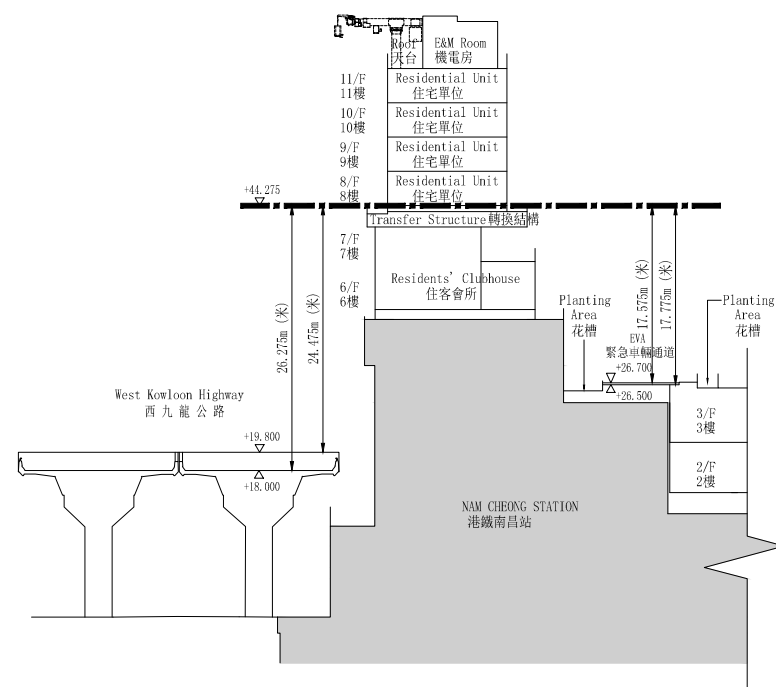 Roof
天台
E&M Room
機電房
11/F
11樓
Residential Unit
住宅單位
10/F
10樓
Residential Unit
住宅單位
9/F
9樓
Residential Unit
住宅單位
8/F
8樓
Residential Unit
住宅單位
+44.275
Transfer Structure 轉換結構
7/F
7樓
6/F
6樓
Residents' Clubhouse
住客會所
26.275m (米)
24.475m (米)
17.575m (米)
17.775m (米)
Planting
Area
花槽
EVA
緊急車輛通道
+26.700
+26.500
Planting
Area
花槽
West Kowloon Highway
西九龍公路
+19.800
+18.000
3/F
3樓
2/F
2樓
NAM CHEONG STATION
港鐵南昌站